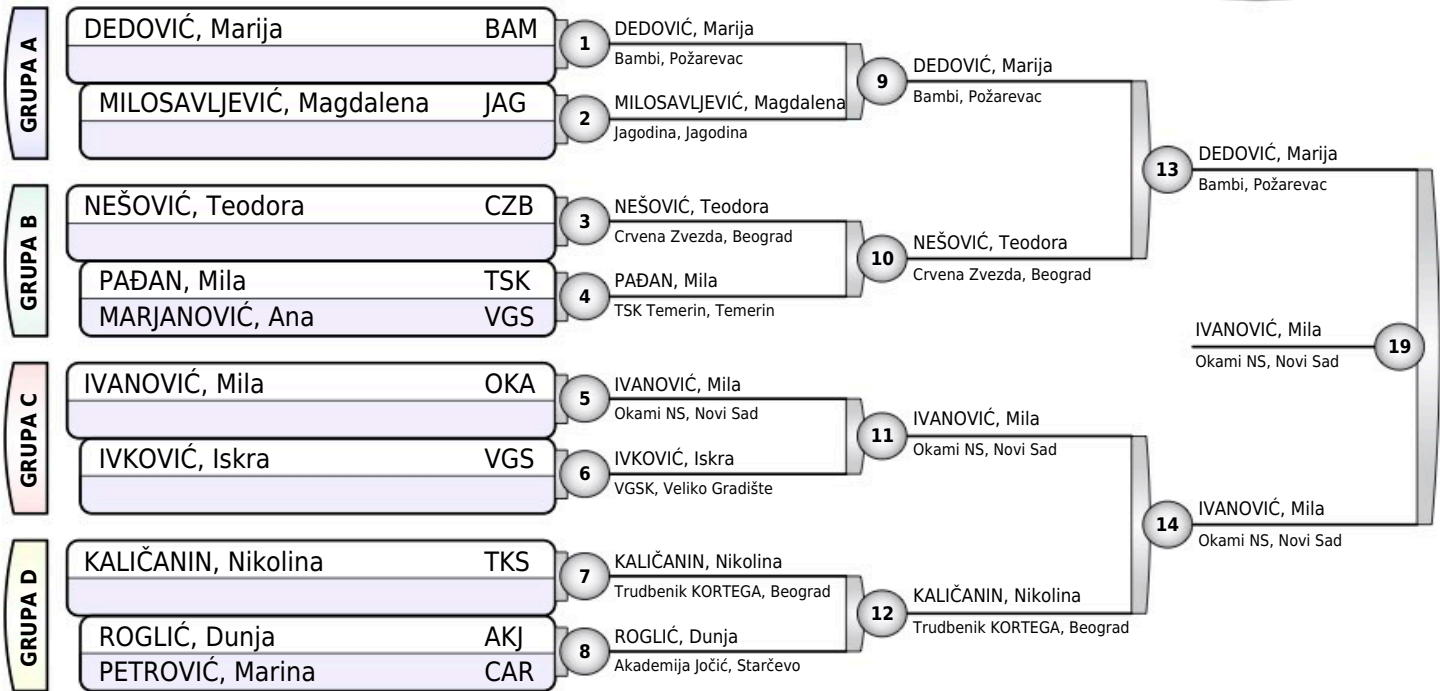 GRUPA A
DEDOVIĆ, Marija BAM
MILOSAVLJEVIĆ, Magdalena JAG
GRUPA B
NEŠOVIĆ, Teodora CZB
PAĐAN, Mila TSK
MARJANOVIĆ, Ana VGS
GRUPA C
IVANOVIĆ, Mila OKA
IVKOVIĆ, Iskra VGS
GRUPA D
KALIČANIN, Nikolina TKS
ROGLIĆ, Dunja AKJ
PETROVIĆ, Marina CAR
1
DEDOVIĆ, Marija
Bambi, Požarevac
2
MILOSAVLJEVIĆ, Magdalena
Jagodina, Jagodina
3
NEŠOVIĆ, Teodora
Crvena Zvezda, Beograd
4
PAĐAN, Mila
TSK Temerin, Temerin
5
IVANOVIĆ, Mila
Okami NS, Novi Sad
6
IVKOVIĆ, Iskra
VGSK, Veliko Gradište
7
KALIČANIN, Nikolina
Trudbenik KORTEGA, Beograd
8
ROGLIĆ, Dunja
Akademija Jočić, Starčevo
9
DEDOVIĆ, Marija
Bambi, Požarevac
10
NEŠOVIĆ, Teodora
Crvena Zvezda, Beograd
11
IVANOVIĆ, Mila
Okami NS, Novi Sad
12
KALIČANIN, Nikolina
Trudbenik KORTEGA, Beograd
13
DEDOVIĆ, Marija
Bambi, Požarevac
14
IVANOVIĆ, Mila
Okami NS, Novi Sad
IVANOVIĆ, Mila
Okami NS, Novi Sad
19